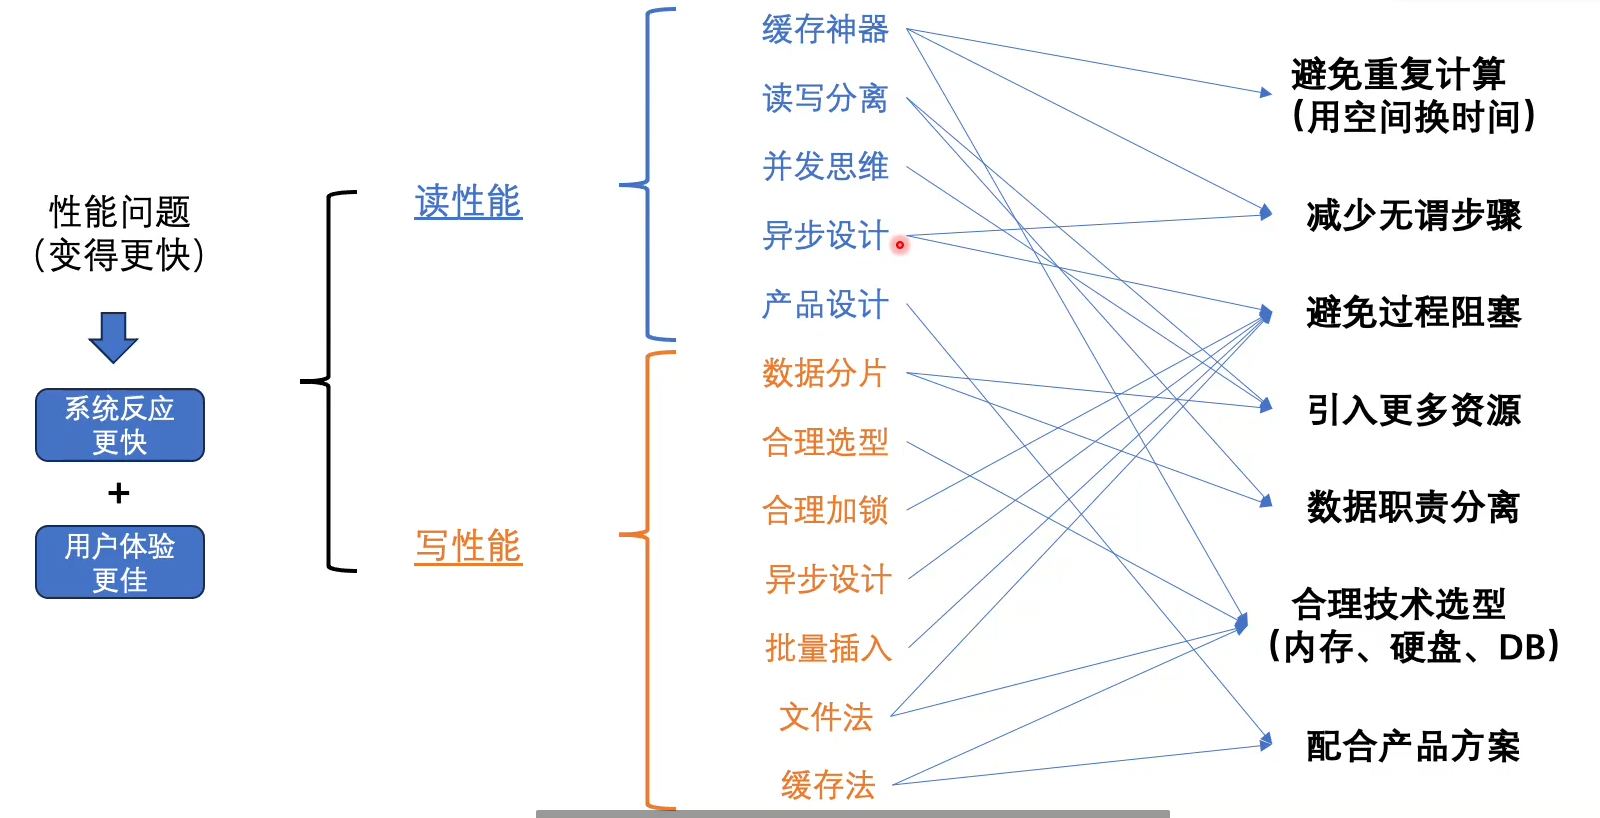 性能问题
（变得更快）
系统反应
更快
+
用户体验
更佳
读性能
写性能
缓存神器
读写分离
并发思维
异步设计
产品设计
数据分片
合理选型
合理加锁
异步设计
批量插入
文件法
缓存法
避免重复计算
(用空间换时间)
减少无谓步骤
避免过程阻塞
引入更多资源
数据职责分离
合理技术选型
(内存、硬盘、DB)
配合产品方案